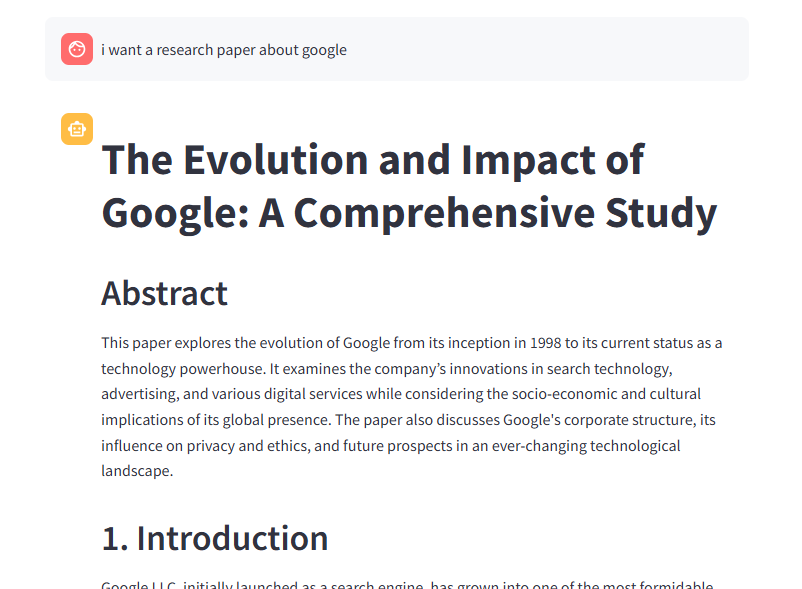 i want a research paper about google
The Evolution and Impact of
Google: A Comprehensive Study
Abstract
This paper explores the evolution of Google from its inception in 1998 to its current status as a
technology powerhouse. It examines the company’s innovations in search technology,
advertising, and various digital services while considering the socio-economic and cultural
implications of its global presence. The paper also discusses Google's corporate structure, its
influence on privacy and ethics, and future prospects in an ever-changing technological
landscape.
1. Introduction
Google LLC, initially launched as a search engine, has grown into one of the most formidable